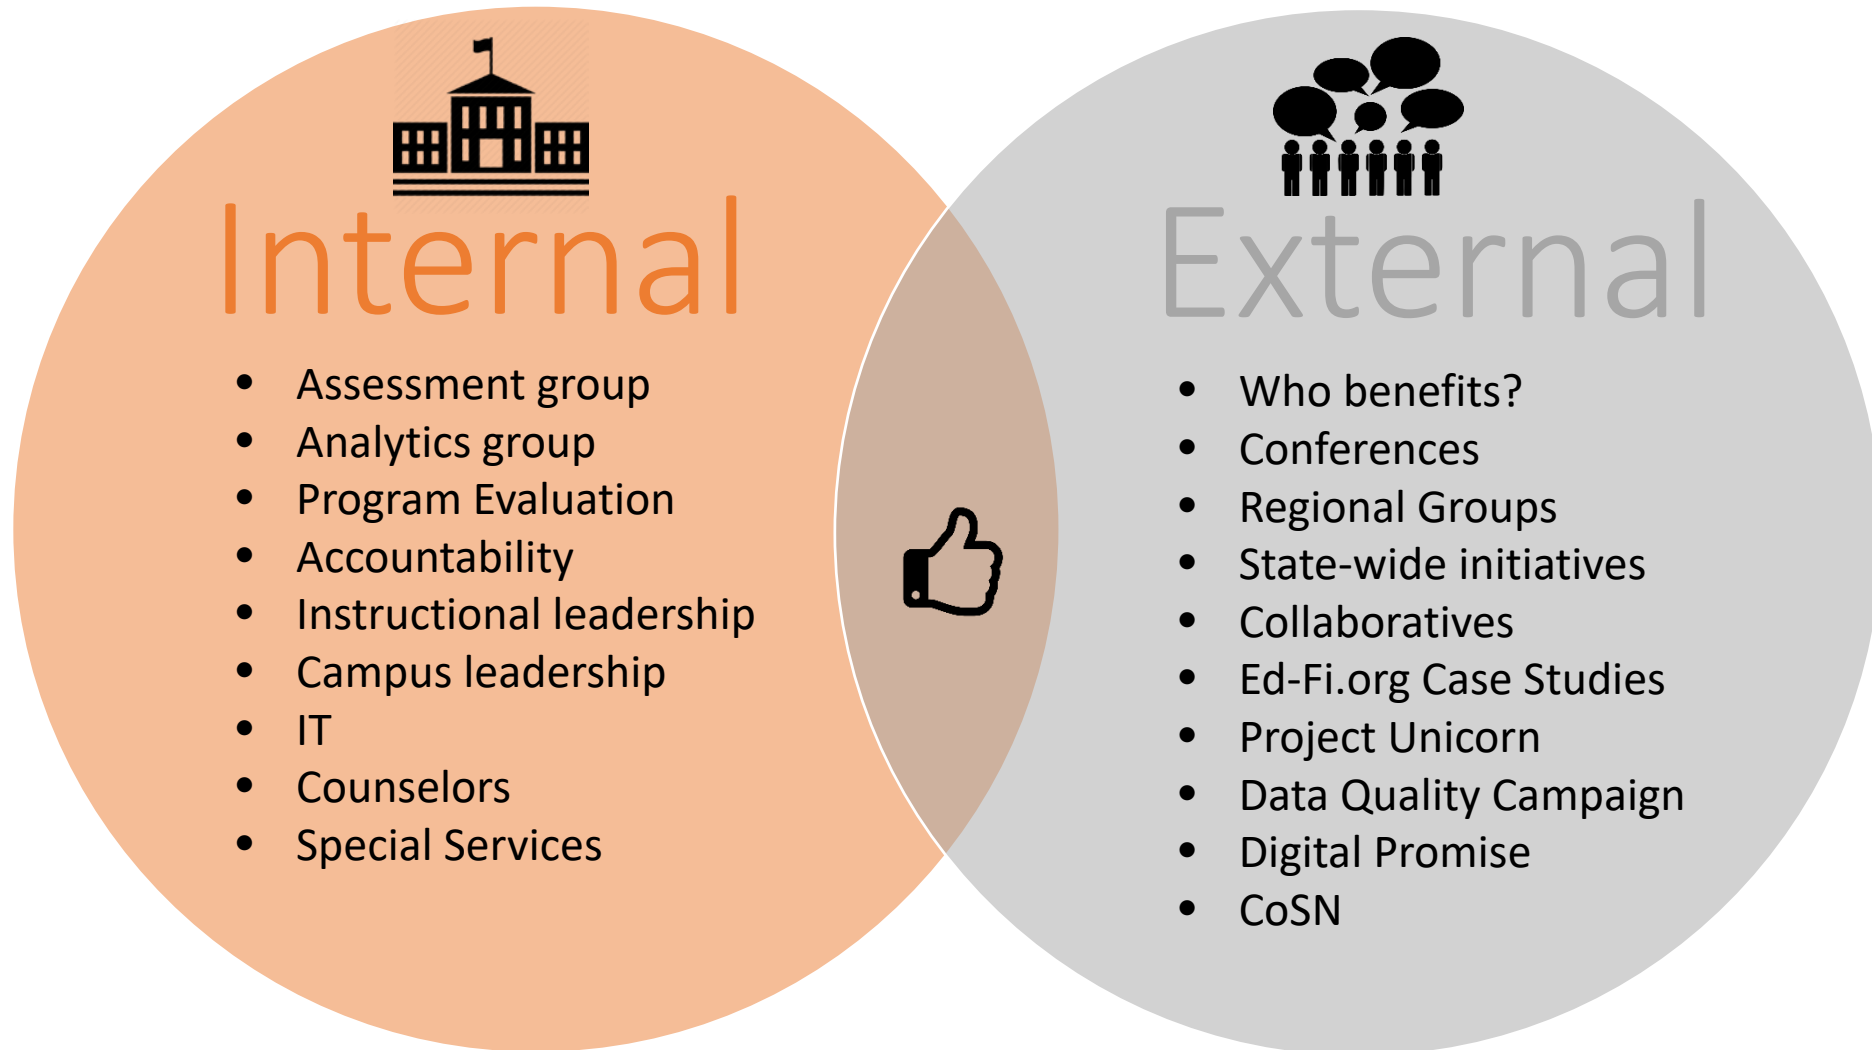 Internal
• Assessment group
• Analytics group
• Program Evaluation
• Accountability
• Instructional leadership
• Campus leadership
• IT
• Counselors
• Special Services
External
• Who benefits?
• Conferences
• Regional Groups
• State-wide initiatives
• Collaboratives
• Ed-Fi.org Case Studies
• Project Unicorn
• Data Quality Campaign
• Digital Promise
• CoSN